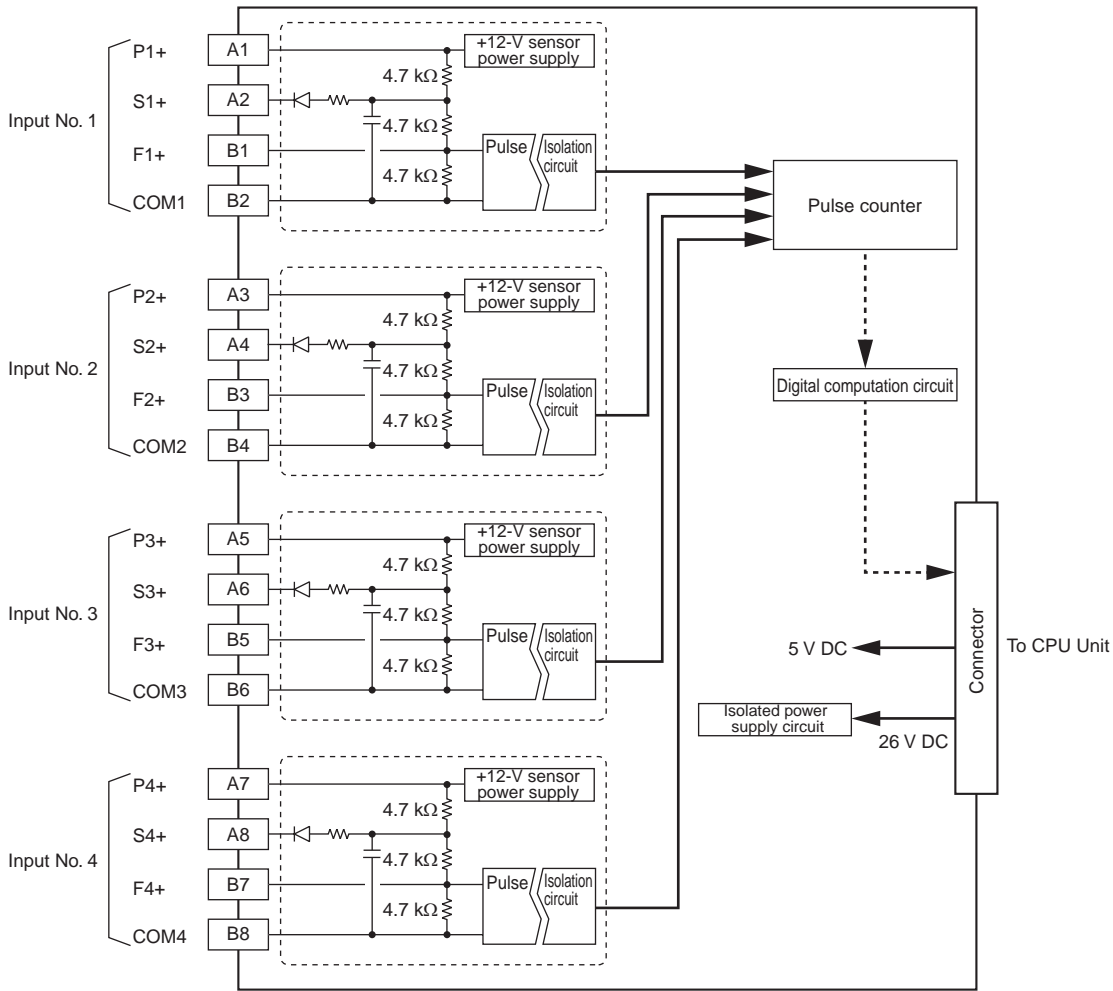 Input No. 1
P1+
A1
S1+
A2
F1+
B1
COM1
B2
+12-V sensor
power supply
4.7 kΩ
4.7 kΩ
4.7 kΩ
Pulse
Isolation
circuit
Input No. 2
P2+
A3
S2+
A4
F2+
B3
COM2
B4
+12-V sensor
power supply
4.7 kΩ
4.7 kΩ
4.7 kΩ
Pulse
Isolation
circuit
Input No. 3
P3+
A5
S3+
A6
F3+
B5
COM3
B6
+12-V sensor
power supply
4.7 kΩ
4.7 kΩ
4.7 kΩ
Pulse
Isolation
circuit
Input No. 4
P4+
A7
S4+
A8
F4+
B7
COM4
B8
+12-V sensor
power supply
4.7 kΩ
4.7 kΩ
4.7 kΩ
Pulse
Isolation
circuit
Pulse counter
Digital computation circuit
5 V DC
Isolated power
supply circuit
26 V DC
Connector
To CPU Unit